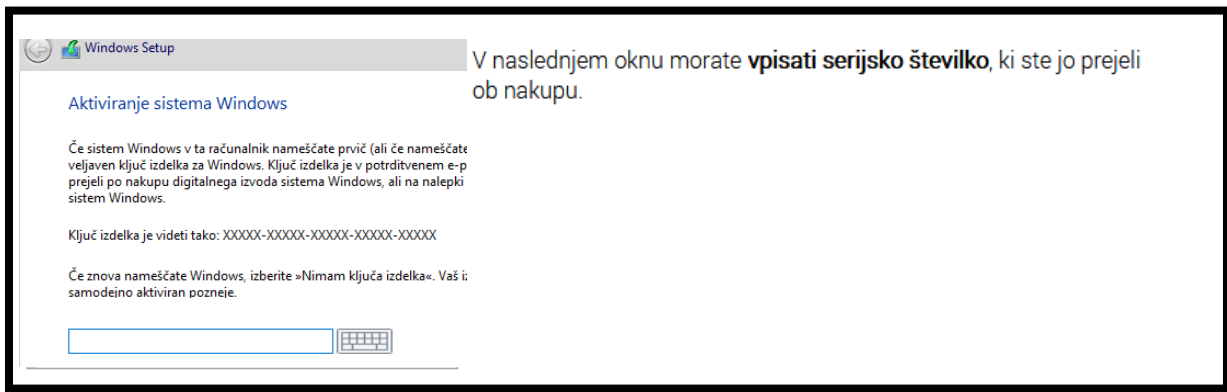 Windows Setup
Aktiviranje sistema Windows
Če sistem Windows v ta računalnik nameščate prvič (ali če nameščate
veljaven ključ izdelka za Windows. Ključ izdelka je v potrditvenem e-p
prejeli po nakupu digitalnega izvoda sistema Windows, ali na nalepki
sistem Windows.
Ključ izdelka je videti tako: XXXXX-XXXXX-XXXXX-XXXXX-XXXXX
Če znova nameščate Windows, izberite »Nimam ključa izdelka«. Vaš iz
samodejno aktiviran pozneje.
V naslednjem oknu morate vpisati serijsko številko, ki ste jo prejeli
ob nakupu.